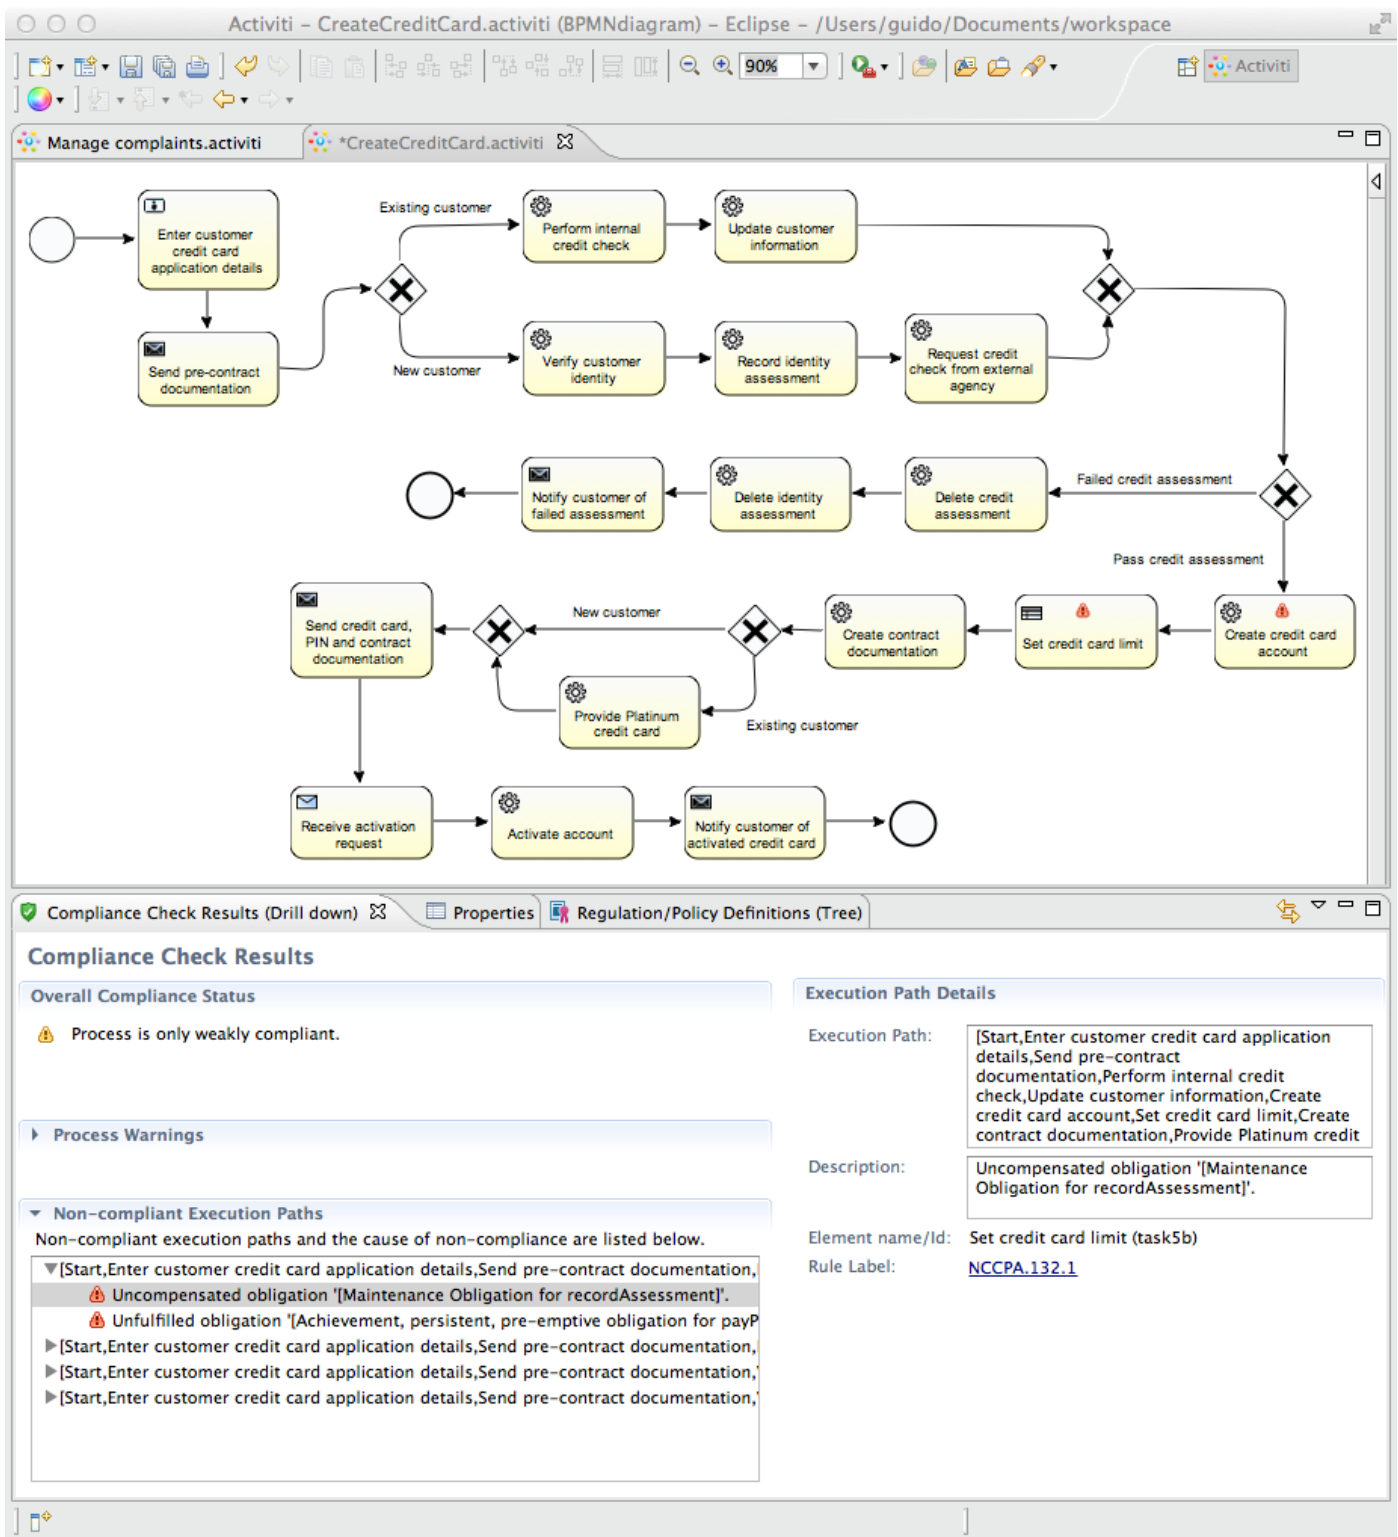 Activiti – CreateCreditCard.activiti (BPMNdiagram) – Eclipse – /Users/guido/Documents/workspace
90%
Activiti
Manage complaints.activiti
*CreateCreditCard.activiti
Enter customer
credit card
application details
Send pre-contract
documentation
Existing customer
New customer
Perform internal
credit check
Update customer
information
Verify customer
identity
Record identity
assessment
Request credit
check from external
agency
Notify customer of
failed assessment
Delete identity
assessment
Delete credit
assessment
Failed credit assessment
Pass credit assessment
Send credit card,
PIN and contract
documentation
New customer
Create contract
documentation
Set credit card limit
Create credit card
account
Provide Platinum
credit card
Existing customer
Receive activation
request
Activate account
Notify customer of
activated credit card
Compliance Check Results (Drill down)
Properties
Regulation/Policy Definitions (Tree)
Compliance Check Results
Overall Compliance Status
Process is only weakly compliant.
Process Warnings
Non-compliant Execution Paths
Non-compliant execution paths and the cause of non-compliance are listed below.
[Start,Enter customer credit card application details,Send pre-contract documentation,
Uncompensated obligation '[Maintenance Obligation for recordAssessment]'.
Unfulfilled obligation '[Achievement, persistent, pre-emptive obligation for payP
[Start,Enter customer credit card application details,Send pre-contract documentation,
[Start,Enter customer credit card application details,Send pre-contract documentation,
[Start,Enter customer credit card application details,Send pre-contract documentation,
Execution Path Details
Execution Path:
[Start,Enter customer credit card application
details,Send pre-contract
documentation,Perform internal credit
check,Update customer information,Create
credit card account,Set credit card limit,Create
contract documentation,Provide Platinum credit
Description:
Uncompensated obligation '[Maintenance
Obligation for recordAssessment]'.
Element name/Id:
Set credit card limit (task5b)
Rule Label:
NCCPA.132.1